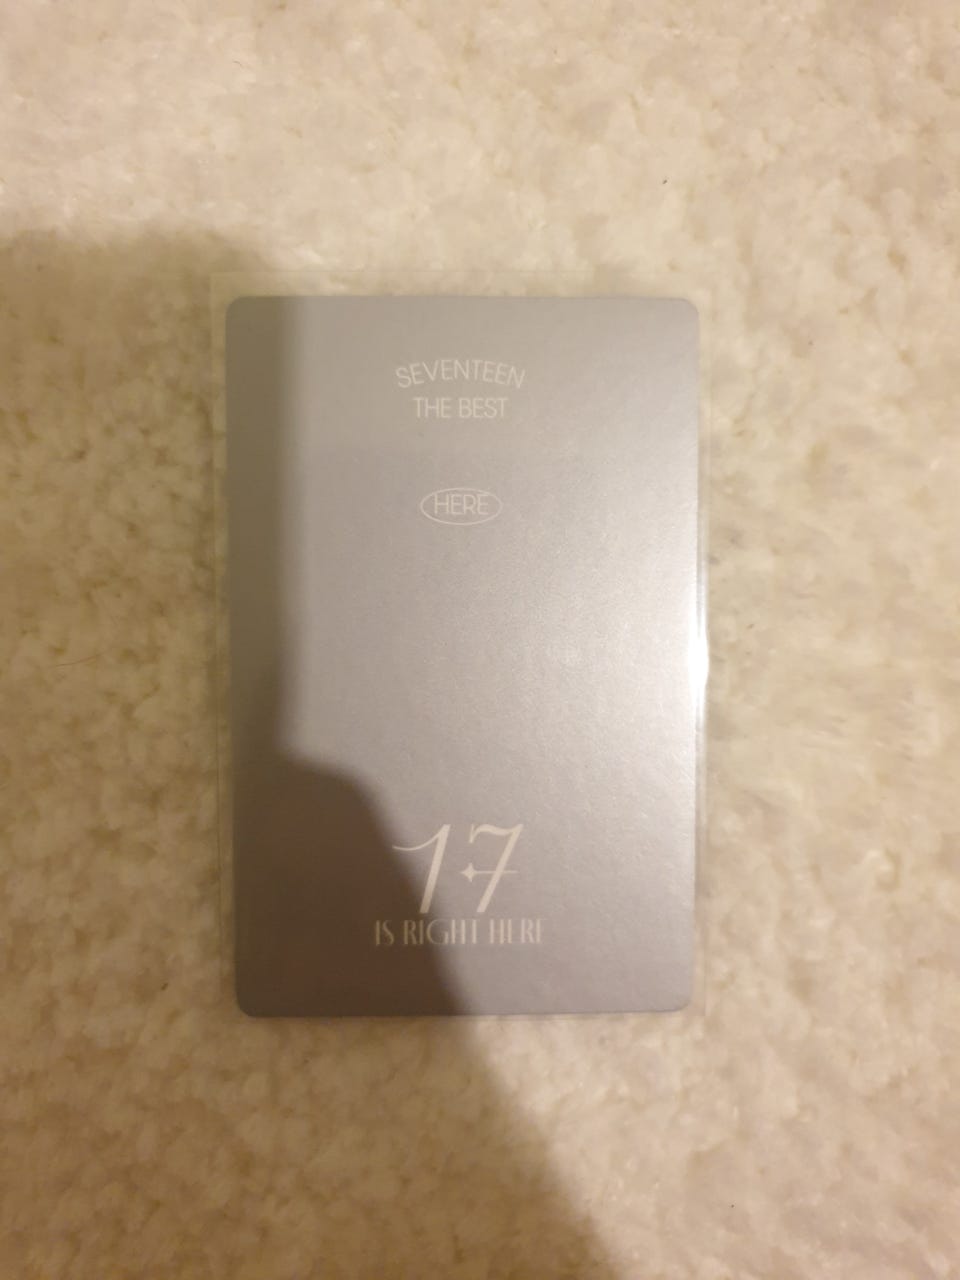 SEVENTEEN
THE BEST
HERE
17
IS RIGHT HERE